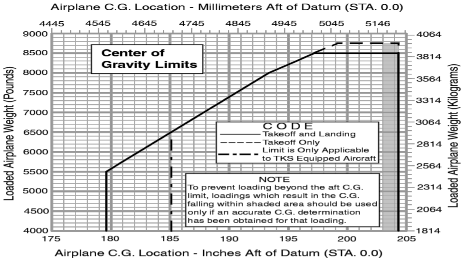 Airplane C.G. Location - Millimeters Aft of Datum (STA. 0.0)
4445 4545 4645 4745 4845 4945 5045 5146
9000
8500
8000
7500
7000
6500
6000
5500
5000
4500
4000
Loaded Airplane Weight (Pounds)
Center of
Gravity Limits
CODE
Takeoff and Landing
Takeoff Only
Limit is Only Applicable
to TKS Equipped Aircraft
NOTE
To prevent loading beyond the aft C.G.
limit, loadings which result in the C.G.
falling within shaded area should be used
only if an accurate C.G. determination
has been obtained for that loading.
4064
3814
3564
3314
3064
2814
2564
2314
2064
1814
Loaded Airplane Weight (Kilograms)
175 180 185 190 195 200 205
Airplane C.G. Location - Inches Aft of Datum (STA. 0.0)